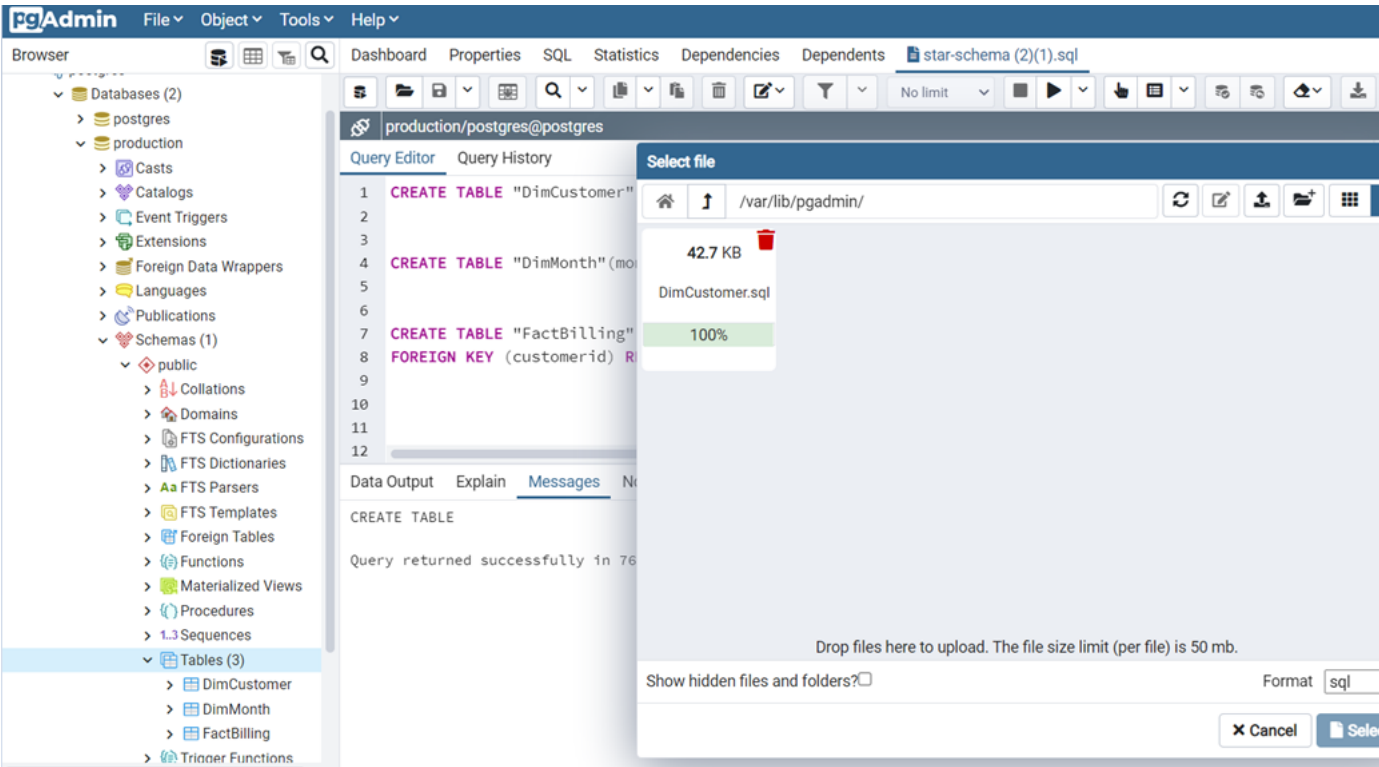 pgAdmin File Object Tools Help
Browser
Dashboard Properties SQL Statistics Dependencies Dependents star-schema (2)(1).sql
Databases (2)
postgres
production
Casts
Catalogs
Event Triggers
Extensions
Foreign Data Wrappers
Languages
Publications
Schemas (1)
public
Collations
Domains
FTS Configurations
FTS Dictionaries
Aa FTS Parsers
FTS Templates
Foreign Tables
Functions
Materialized Views
Procedures
1..3 Sequences
Tables (3)
DimCustomer
DimMonth
FactBilling
Trigger Functions
No limit
production/postgres@postgres
Query Editor Query History
1 CREATE TABLE "DimCustomer"
2
3
4 CREATE TABLE "DimMonth"(mo
5
6
7 CREATE TABLE "FactBilling"
8 FOREIGN KEY (customerid) R
9
10
11
12
Data Output Explain Messages
CREATE TABLE
Query returned successfully in 76
Select file
/var/lib/pgadmin/
42.7 KB
DimCustomer.sql
100%
Drop files here to upload. The file size limit (per file) is 50 mb.
Show hidden files and folders?
Format sql
Cancel Selec